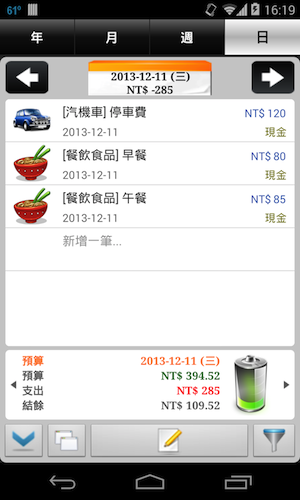 61° 16:19
年 月 週 日
2013-12-11 (三)
NT$ -285
[汽機車] 停車費 NT$ 120
2013-12-11 現金
[餐飲食品] 早餐 NT$ 80
2013-12-11 現金
[餐飲食品] 午餐 NT$ 85
2013-12-11 現金
新增一筆...
預算 2013-12-11 (三)
預算 NT$ 394.52
支出 NT$ 285
結餘 NT$ 109.52